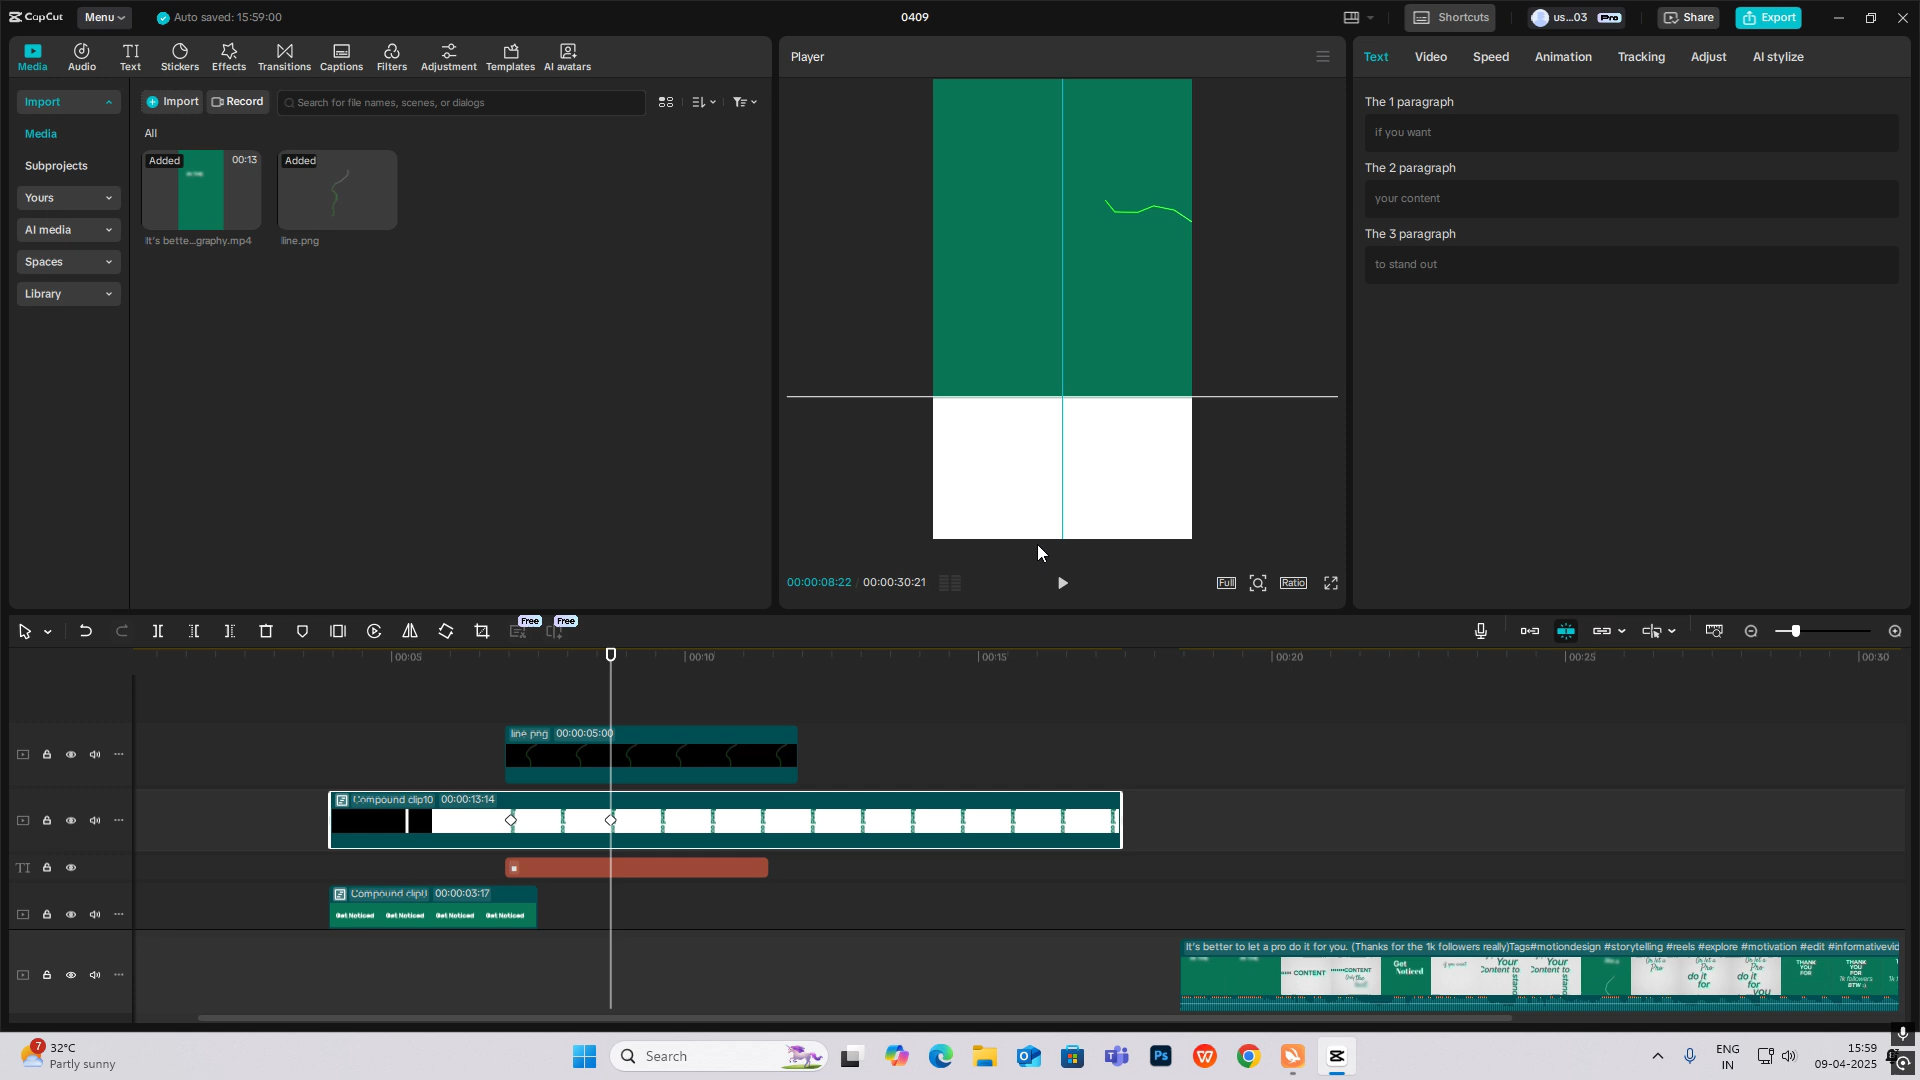 CapCut
Menu
Auto saved: 15:59:00
0409
Shortcuts
us...03
Pro
Share
Export
Media
Audio
Text
Stickers
Effects
Transitions
Captions
Filters
Adjustment
Templates
AI avatars
Import
Media
Subprojects
Yours
AI media
Spaces
Library
Import
Record
Search for file names, scenes, or dialogs
All
Added
00:13
It's bette...graphy.mp4
Added
line.png
Player
00:00:08:22 / 00:00:30:21
Full
Ratio
Text
Video
Speed
Animation
Tracking
Adjust
AI stylize
The 1 paragraph
if you want
The 2 paragraph
your content
The 3 paragraph
to stand out
Free
Free
00:05
00:10
00:15
00:20
00:25
00:30
line.png 00:00:05:00
Compound clip10 00:00:13:14
TI
00:00:03:17
Get Noticed Get Noticed Get Noticed Get Noticed
It's better to let a pro do it for you. (Thanks for the 1k followers really)Tags#motiondesign #storytelling #reels #explore #motivation #edit #informativevid
CONTENT
CONTENT
Get Noticed
Your Content to
Your Content to
do it for
do it for you
THANK YOU FOR
THANK YOU FOR
7
32°C
Partly sunny
Search
ENG
IN
15:59
09-04-2025